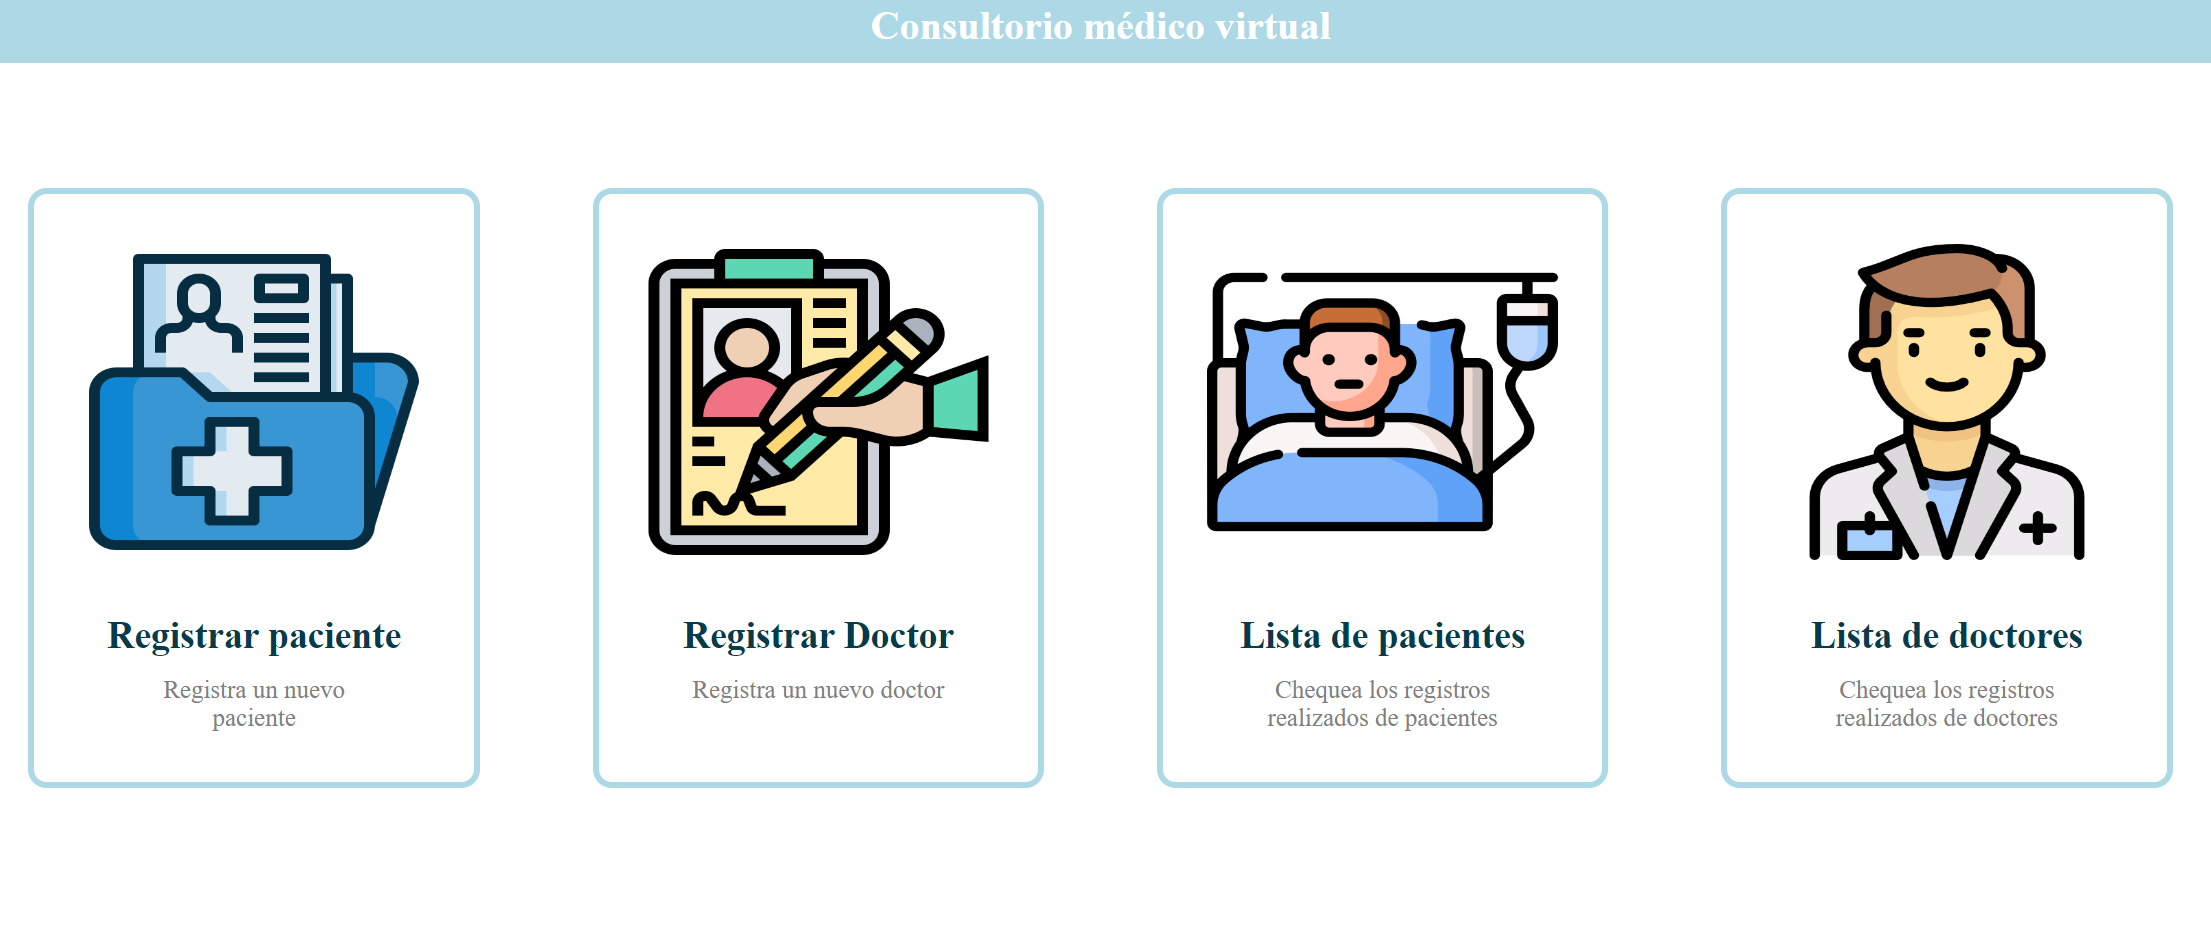 Consultorio médico virtual
Registrar paciente
Registra un nuevo
paciente
Registrar Doctor
Registra un nuevo doctor
Lista de pacientes
Chequea los registros
realizados de pacientes
Lista de doctores
Chequea los registros
realizados de doctores